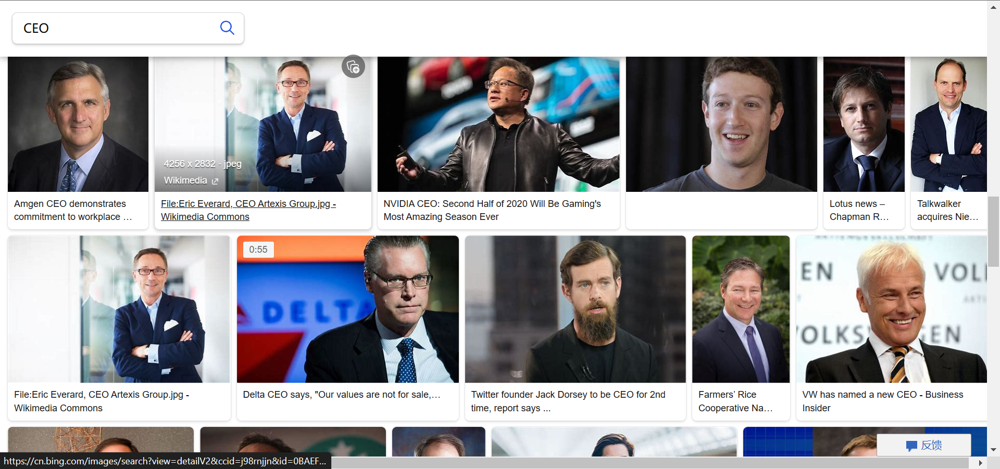 CEO
4256 x 2832 · jpeg
Wikimedia
Amgen CEO demonstrates
commitment to workplace …
File:Eric Everard, CEO Artexis Group.jpg -
Wikimedia Commons
NVIDIA CEO: Second Half of 2020 Will Be Gaming's
Most Amazing Season Ever
Lotus news –
Chapman R…
Talkwalker
acquires Nie…
0:55
DELTA
EN
VOL
VOLKSWAGEN
File:Eric Everard, CEO Artexis Group.jpg -
Wikimedia Commons
Delta CEO says, "Our values are not for sale,…
Twitter founder Jack Dorsey to be CEO for 2nd
time, report says ...
Farmers’ Rice
Cooperative Na…
VW has named a new CEO - Business
Insider
反馈
https://cn.bing.com/images/search?view=detailV2&ccid=j98rnjjn&id=0BAEF...